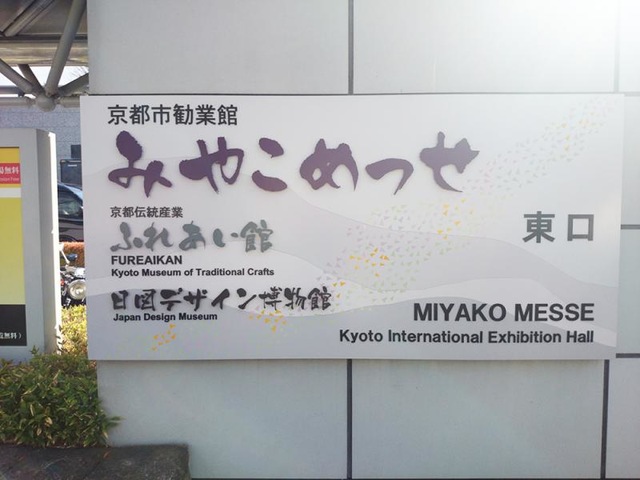 京都市勧業館
みやこめっせ
京都伝統産業
ふれあい館
FUREAIKAN
Kyoto Museum of Traditional Crafts
日図デザイン博物館
Japan Design Museum
東口
MIYAKO MESSE
Kyoto International Exhibition Hall